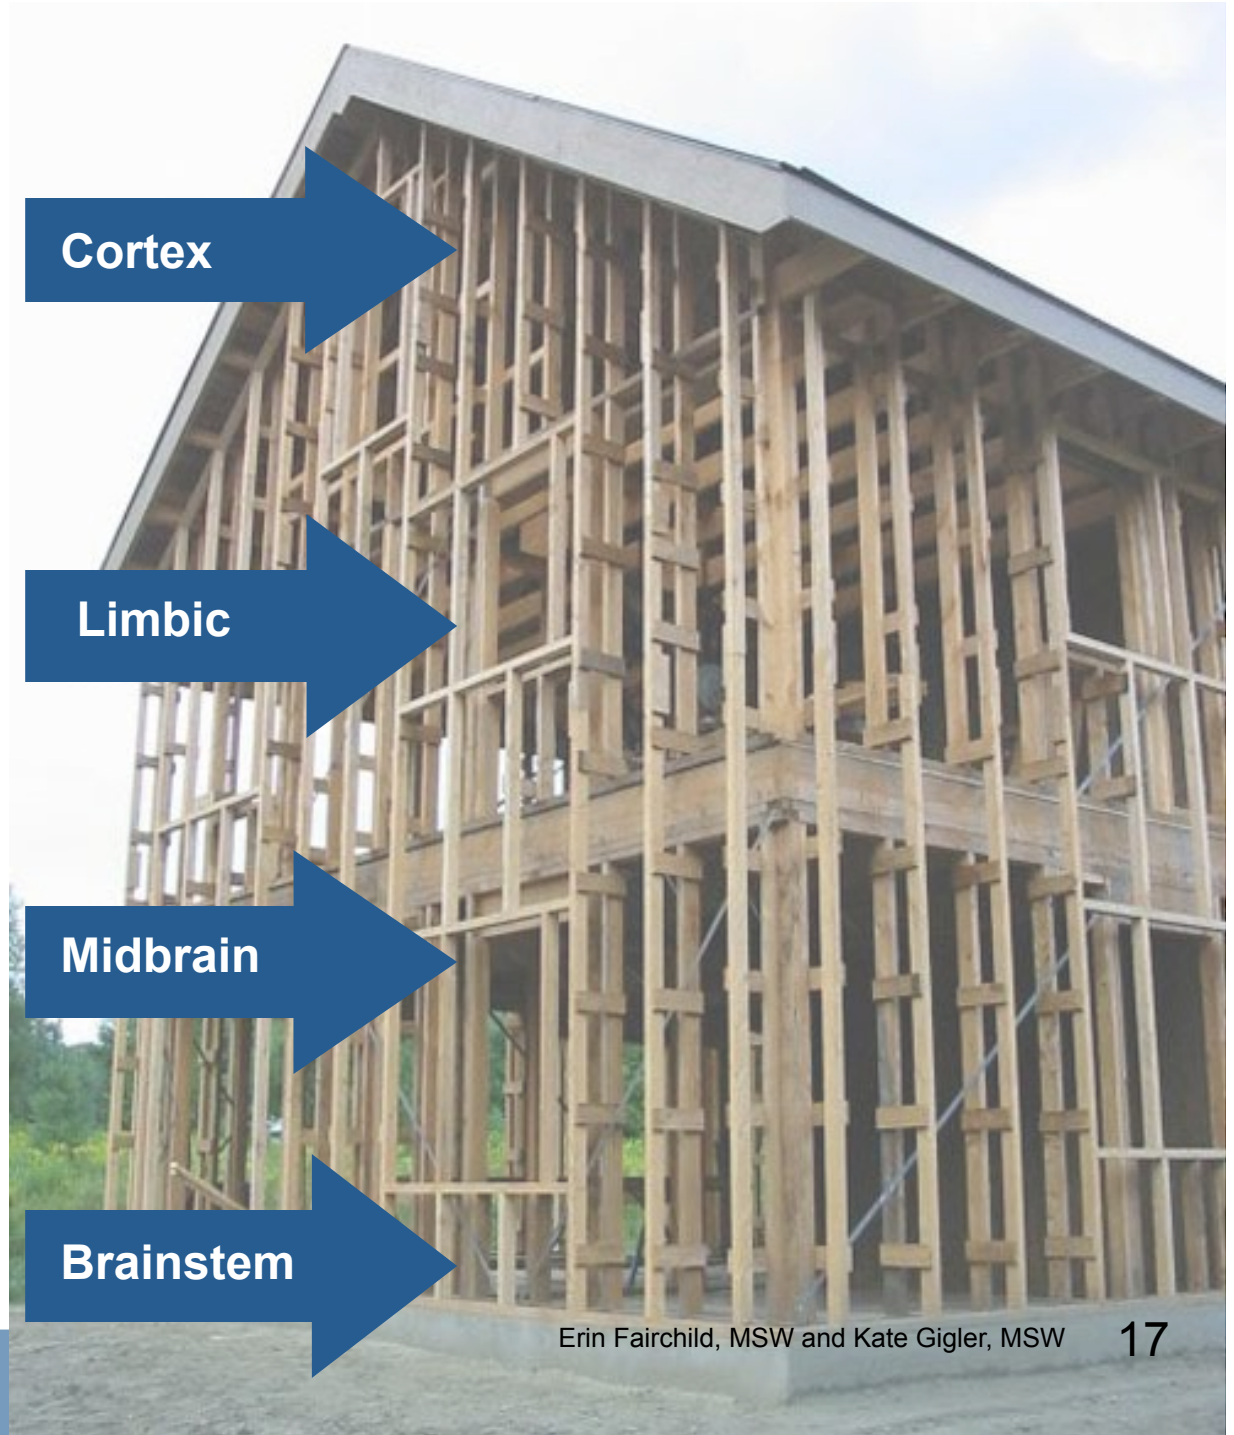 Cortex
Limbic
Midbrain
Brainstem
Erin Fairchild, MSW and Kate Gigler, MSW
17